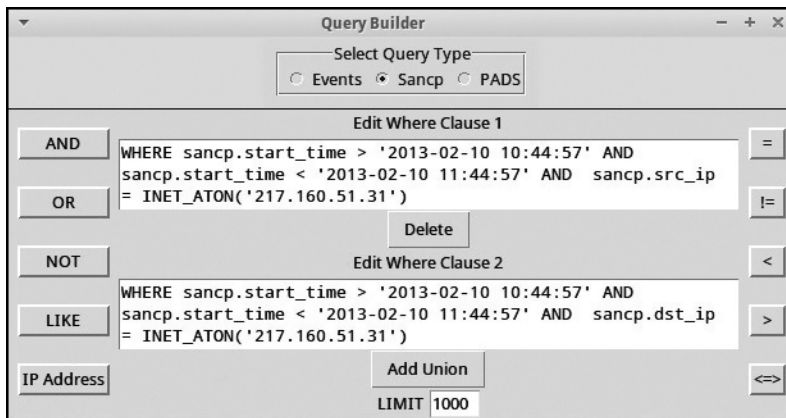 Query Builder
Select Query Type
Events Sancp PADS
Edit Where Clause 1
AND
WHERE sancp.start_time > '2013-02-10 10:44:57' AND
sancp.start_time < '2013-02-10 11:44:57' AND  sancp.src_ip
= INET_ATON('217.160.51.31')
=
OR
!=
Delete
NOT
Edit Where Clause 2
<
WHERE sancp.start_time > '2013-02-10 10:44:57' AND
sancp.start_time < '2013-02-10 11:44:57' AND  sancp.dst_ip
= INET_ATON('217.160.51.31')
LIKE
>
IP Address
Add Union
<=>
LIMIT 1000